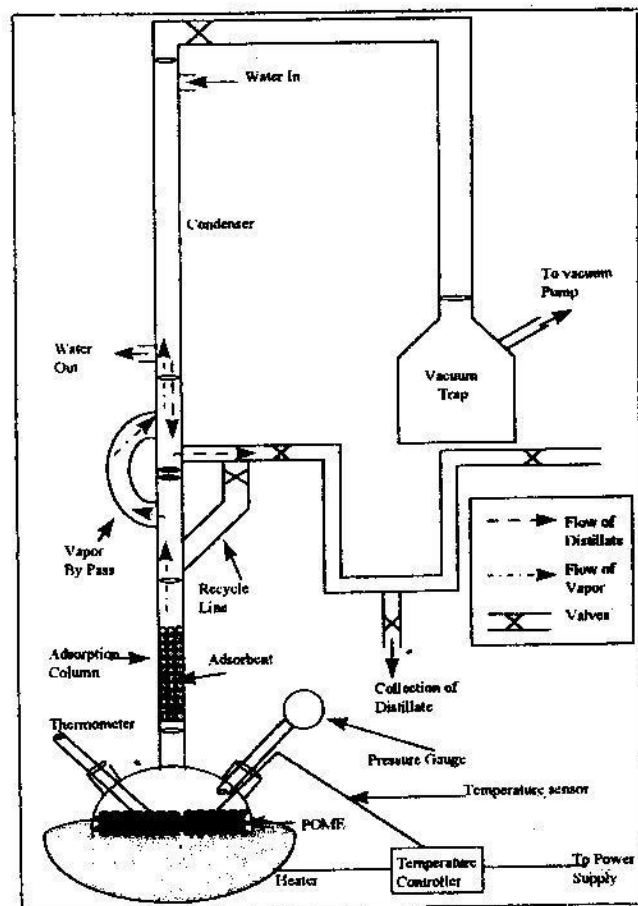 Water In
Condenser
To vacuum
Pump
Water
Out
Vacuum
Trap
Vapor
By Pass
Recycle
Line
Flow of
Distillate
Flow of
Vapor
Valves
Adsorption
Column
Adsorbent
Collection of
Distillate
Thermometer
Pressure Gauge
Temperature sensor
POME
Heater
Temperature
Controller
To Power
Supply